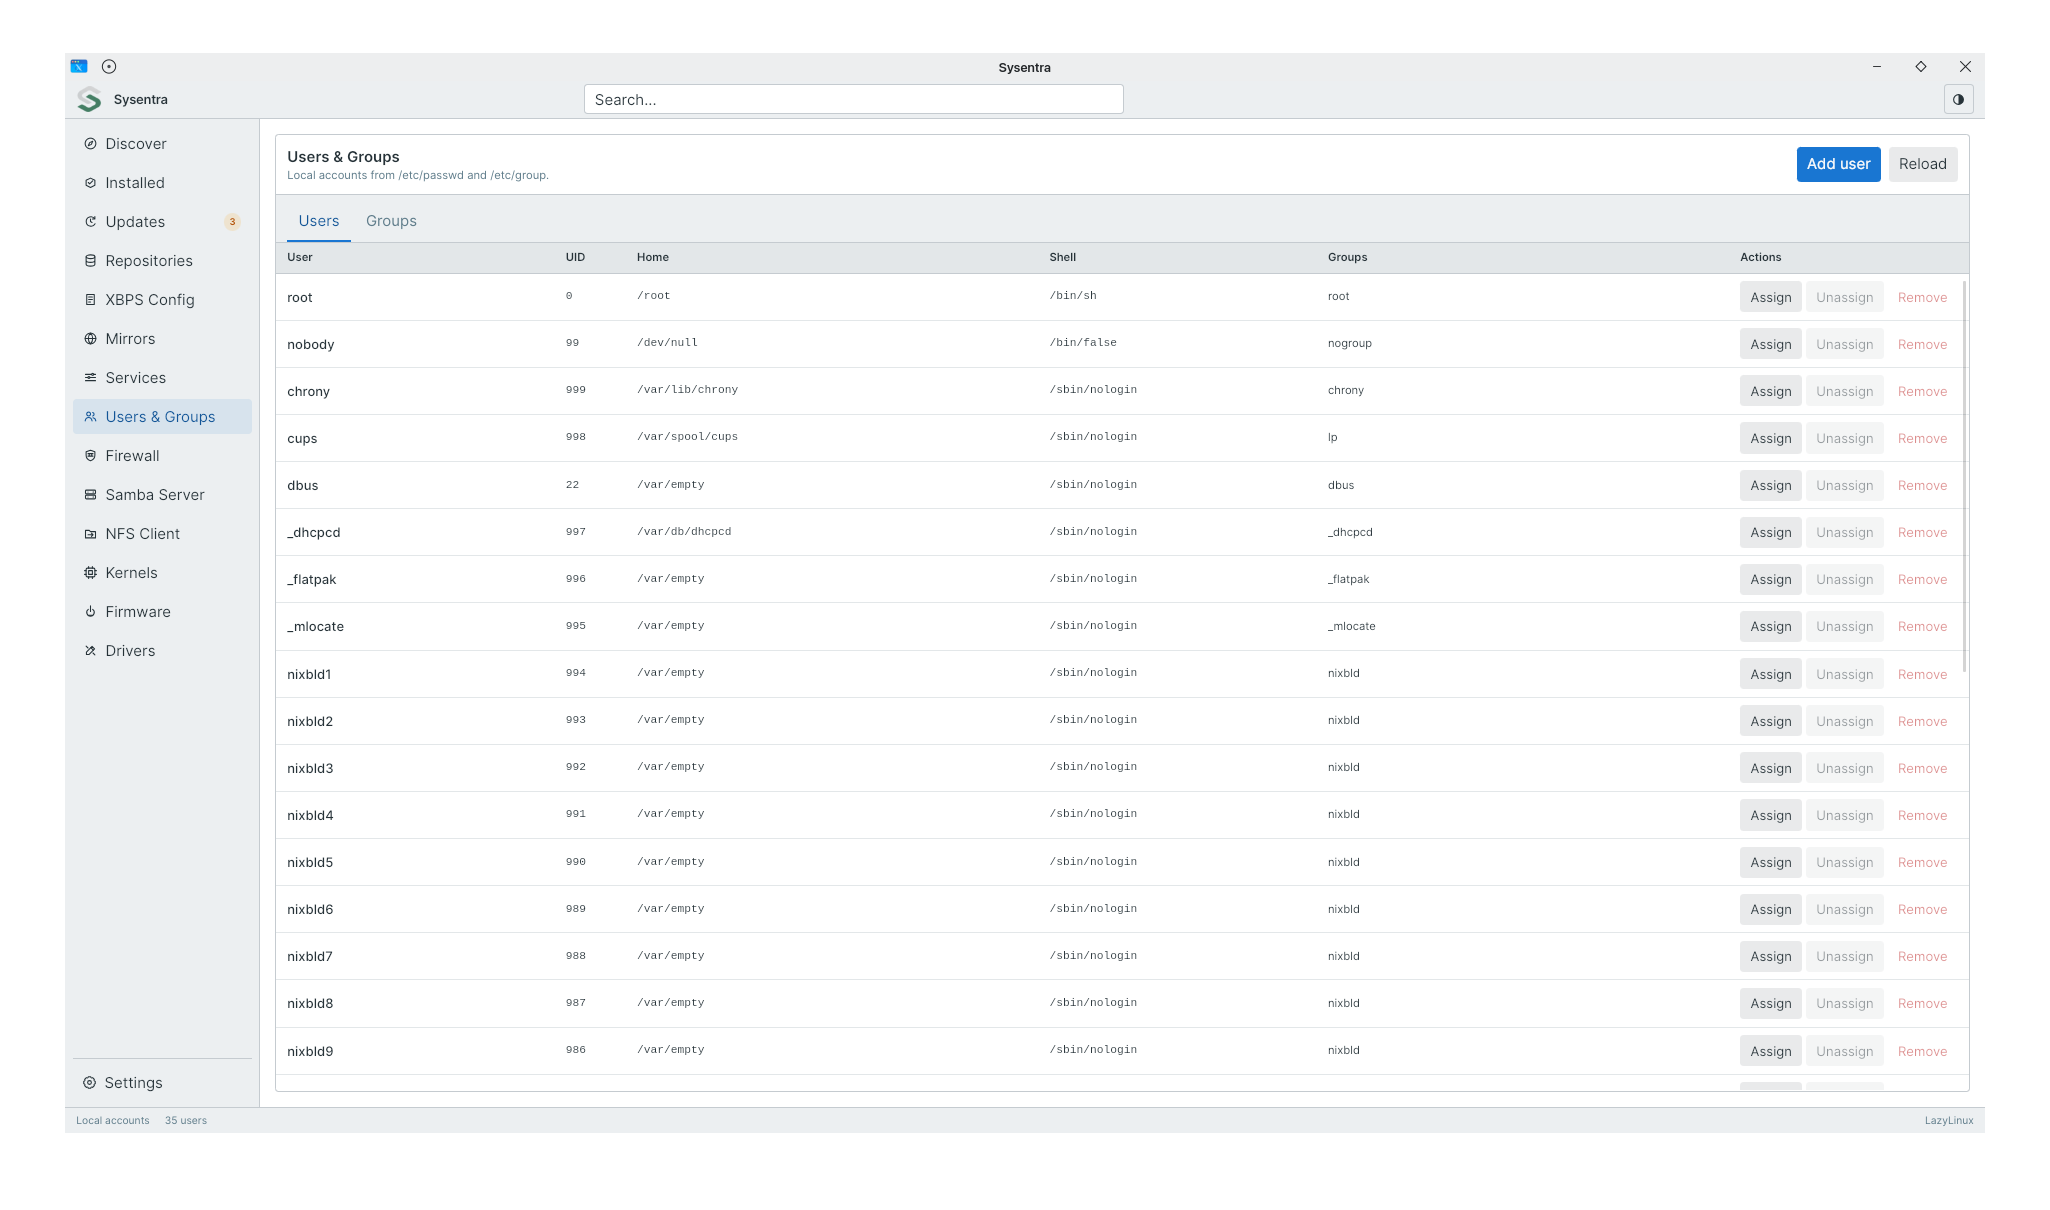 Sysentra
Sysentra
Search...
Discover
Installed
Updates 3
Repositories
XBPS Config
Mirrors
Services
Users & Groups
Firewall
Samba Server
NFS Client
Kernels
Firmware
Drivers
Settings
Users & Groups
Local accounts from /etc/passwd and /etc/group.
Add user Reload
Users Groups
User UID Home Shell Groups Actions
root 0 /root /bin/sh root Assign Unassign Remove
nobody 99 /dev/null /bin/false nogroup Assign Unassign Remove
chrony 999 /var/lib/chrony /sbin/nologin chrony Assign Unassign Remove
cups 998 /var/spool/cups /sbin/nologin lp Assign Unassign Remove
dbus 22 /var/empty /sbin/nologin dbus Assign Unassign Remove
_dhcpcd 997 /var/db/dhcpcd /sbin/nologin _dhcpcd Assign Unassign Remove
_flatpak 996 /var/empty /sbin/nologin _flatpak Assign Unassign Remove
_mlocate 995 /var/empty /sbin/nologin _mlocate Assign Unassign Remove
nixbld1 994 /var/empty /sbin/nologin nixbld Assign Unassign Remove
nixbld2 993 /var/empty /sbin/nologin nixbld Assign Unassign Remove
nixbld3 992 /var/empty /sbin/nologin nixbld Assign Unassign Remove
nixbld4 991 /var/empty /sbin/nologin nixbld Assign Unassign Remove
nixbld5 990 /var/empty /sbin/nologin nixbld Assign Unassign Remove
nixbld6 989 /var/empty /sbin/nologin nixbld Assign Unassign Remove
nixbld7 988 /var/empty /sbin/nologin nixbld Assign Unassign Remove
nixbld8 987 /var/empty /sbin/nologin nixbld Assign Unassign Remove
nixbld9 986 /var/empty /sbin/nologin nixbld Assign Unassign Remove
Local accounts 35 users LazyLinux